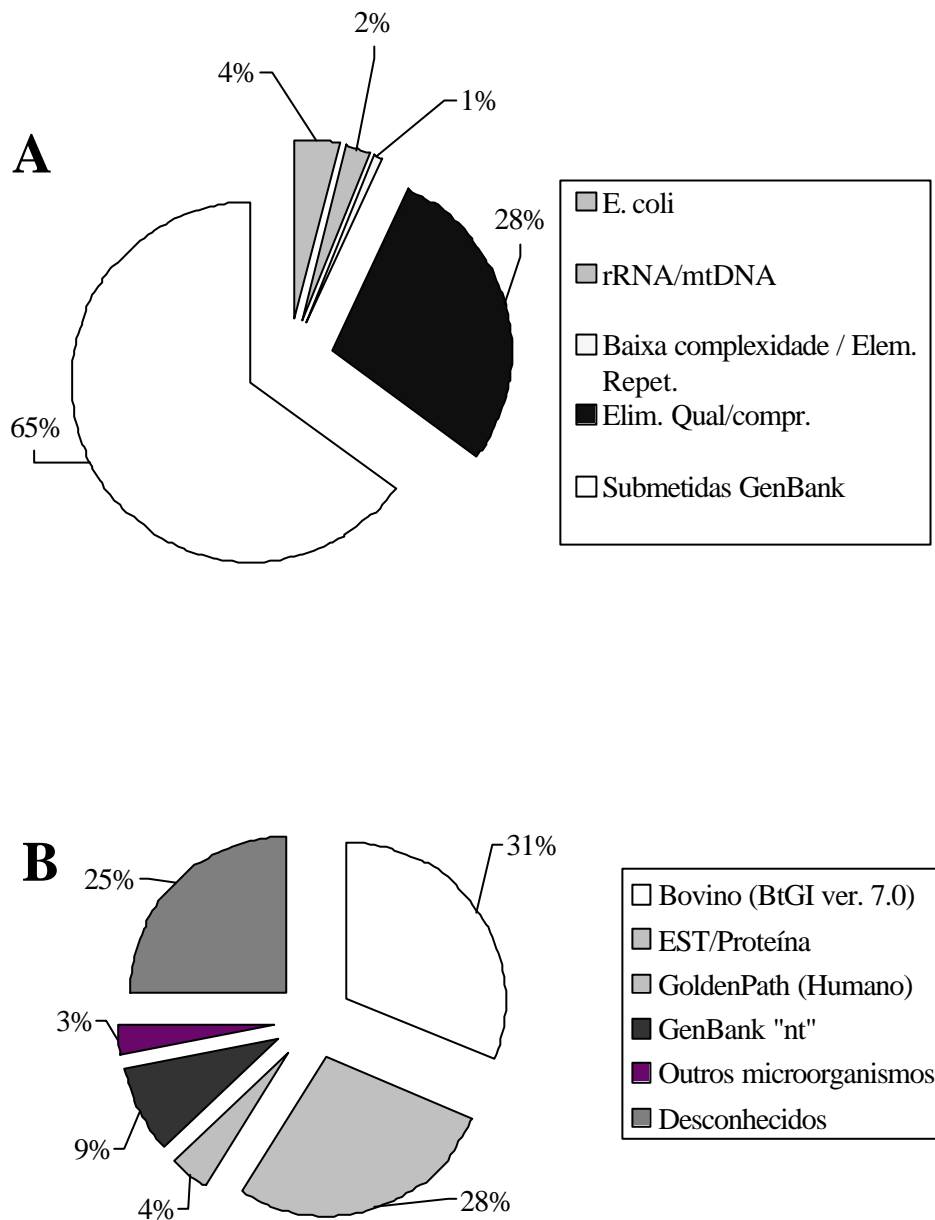 2%
4%
1%
A
28%
65%
E. coli
rRNA/mtDNA
Baixa complexidade / Elem.
Repet.
Elim. Qual/compr.
Submetidas GenBank
B
31%
25%
3%
9%
4%
28%
Bovino (BtGI ver. 7.0)
EST/Proteína
GoldenPath (Humano)
GenBank "nt"
Outros microorganismos
Desconhecidos